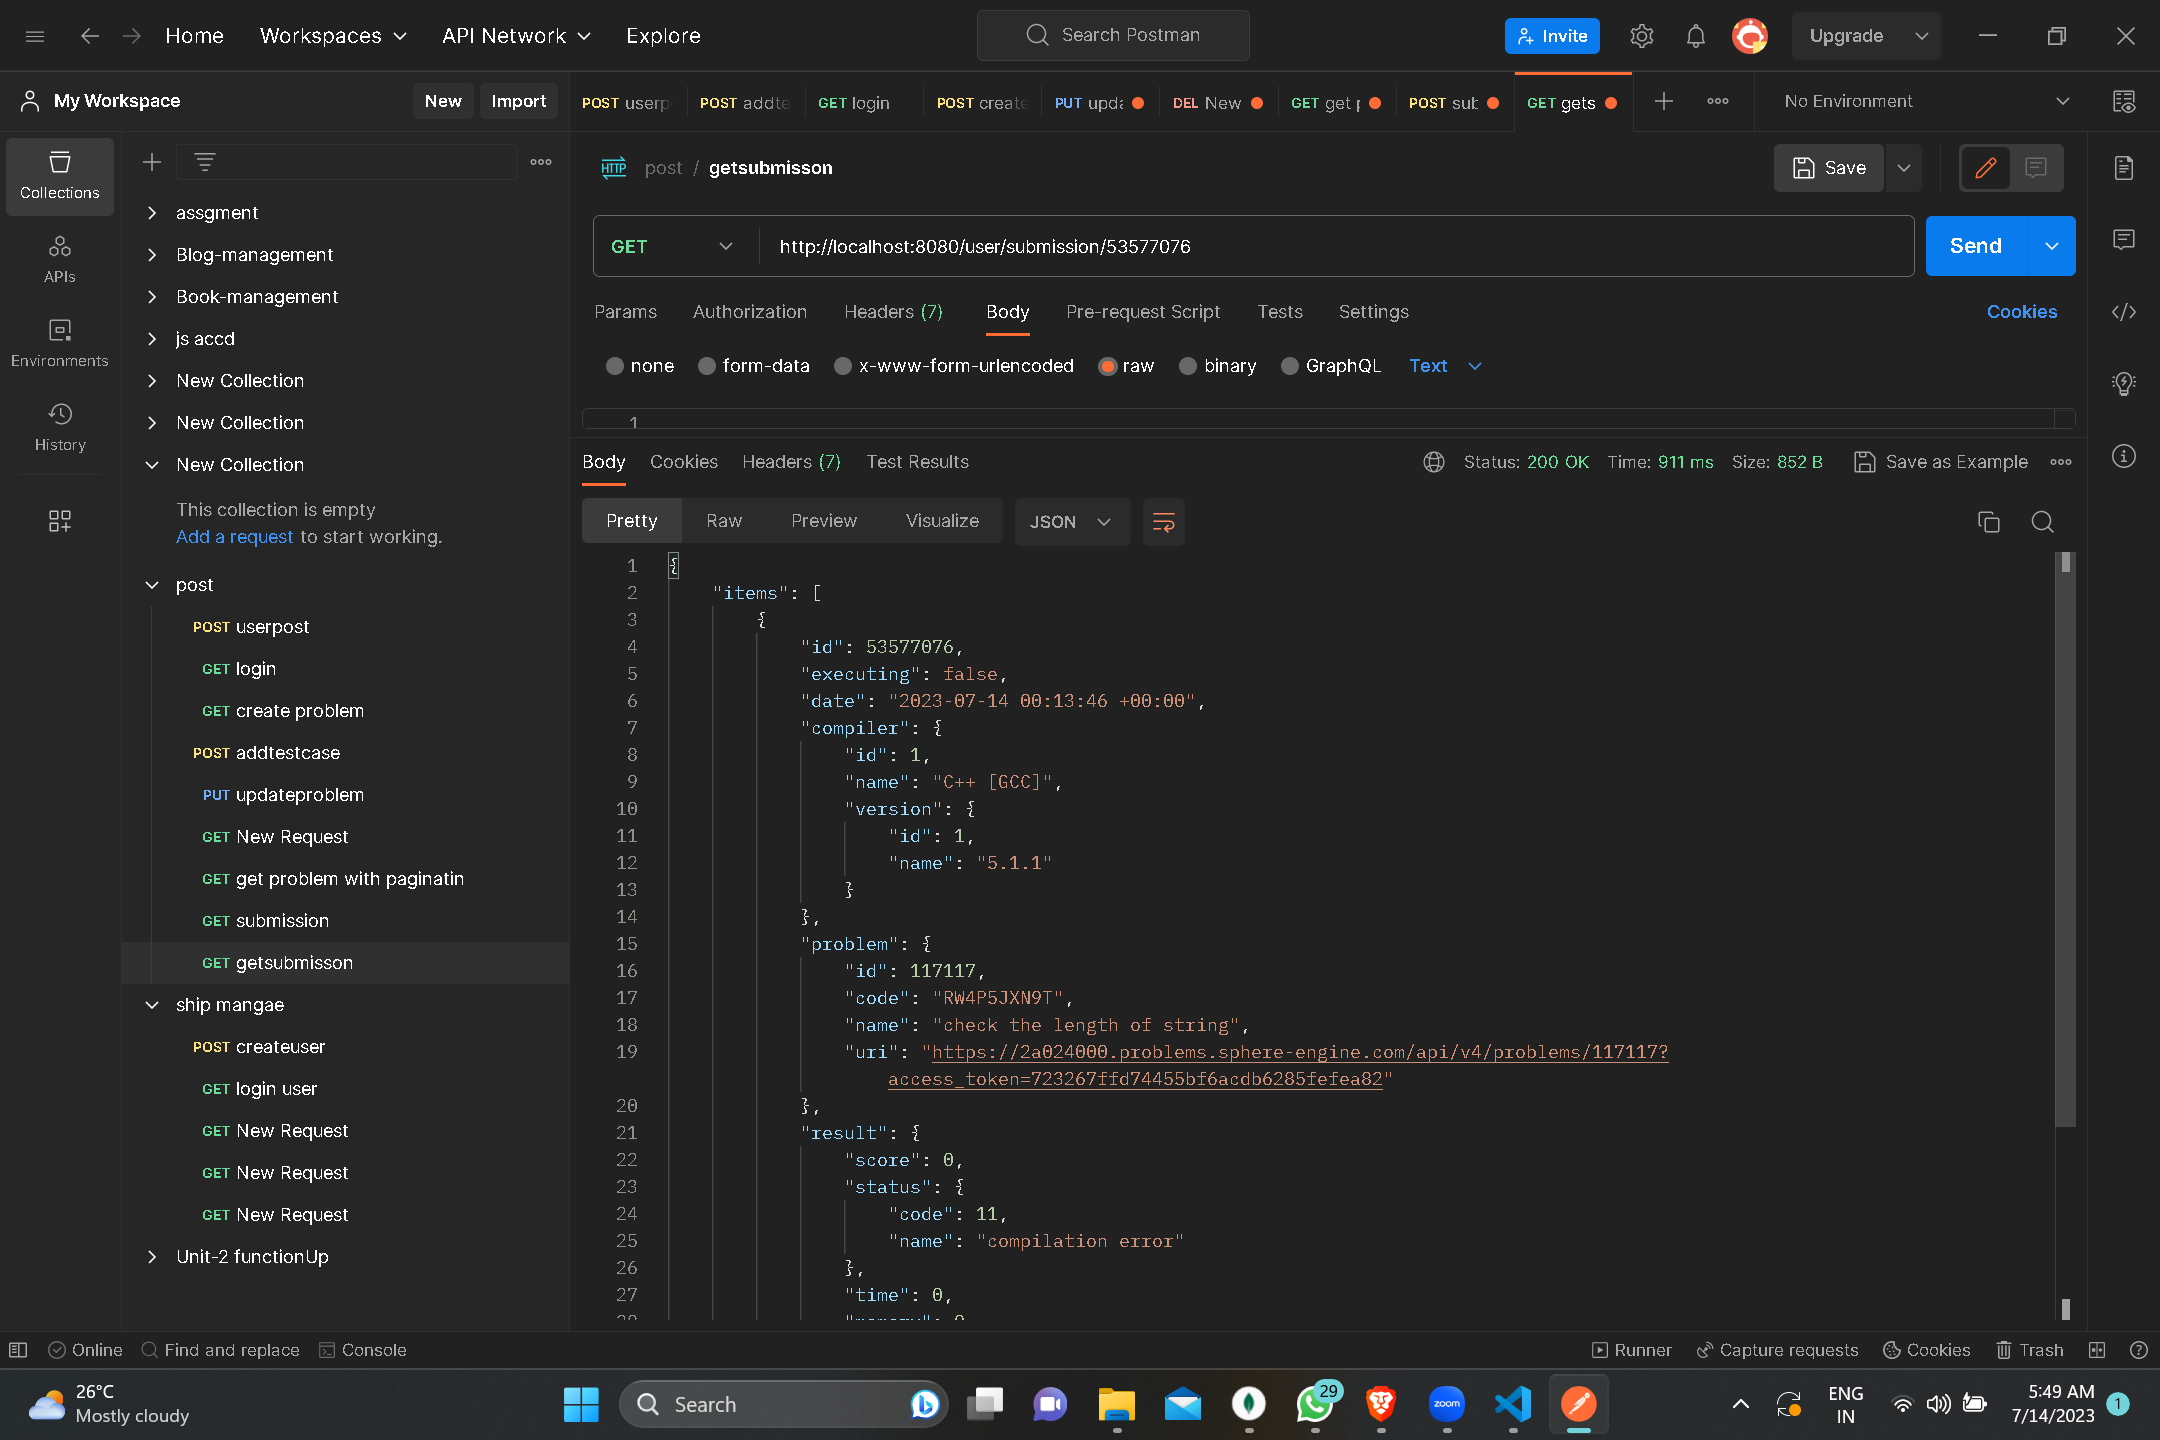 Home
Workspaces
API Network
Explore
Search Postman
Invite
Upgrade
My Workspace
New
Import
POST userp
POST addte
GET login
POST create
PUT upda
DEL New
GET get p
POST sub
GET gets
No Environment
Collections
APIs
Environments
History
assgment
Blog-management
Book-management
js accd
New Collection
New Collection
New Collection
This collection is empty
Add a request to start working.
post
POST userpost
GET login
GET create problem
POST addtestcase
PUT updateproblem
GET New Request
GET get problem with paginatin
GET submission
GET getsubmisson
ship mangae
POST createuser
GET login user
GET New Request
GET New Request
GET New Request
Unit-2 functionUp
HTTP post / getsubmisson
Save
GET
http://localhost:8080/user/submission/53577076
Send
Params
Authorization
Headers (7)
Body
Pre-request Script
Tests
Settings
Cookies
none
form-data
x-www-form-urlencoded
raw
binary
GraphQL
Text
1
Body
Cookies
Headers (7)
Test Results
Status: 200 OK
Time: 911 ms
Size: 852 B
Save as Example
Pretty
Raw
Preview
Visualize
JSON
1 {
2 "items": [
3 {
4 "id": 53577076,
5 "executing": false,
6 "date": "2023-07-14 00:13:46 +00:00",
7 "compiler": {
8 "id": 1,
9 "name": "C++ [GCC]",
10 "version": {
11 "id": 1,
12 "name": "5.1.1"
13 }
14 },
15 "problem": {
16 "id": 117117,
17 "code": "RW4P5JXN9T",
18 "name": "check the length of string",
19 "uri": "https://2a024000.problems.sphere-engine.com/api/v4/problems/117117?
access_token=723267ffd74455bf6acdb6285fefea82"
20 },
21 "result": {
22 "score": 0,
23 "status": {
24 "code": 11,
25 "name": "compilation error"
26 },
27 "time": 0,
Online
Find and replace
Console
Runner
Capture requests
Cookies
Trash
26°C
Mostly cloudy
Search
29
zoom
ENG
IN
5:49 AM
7/14/2023
1